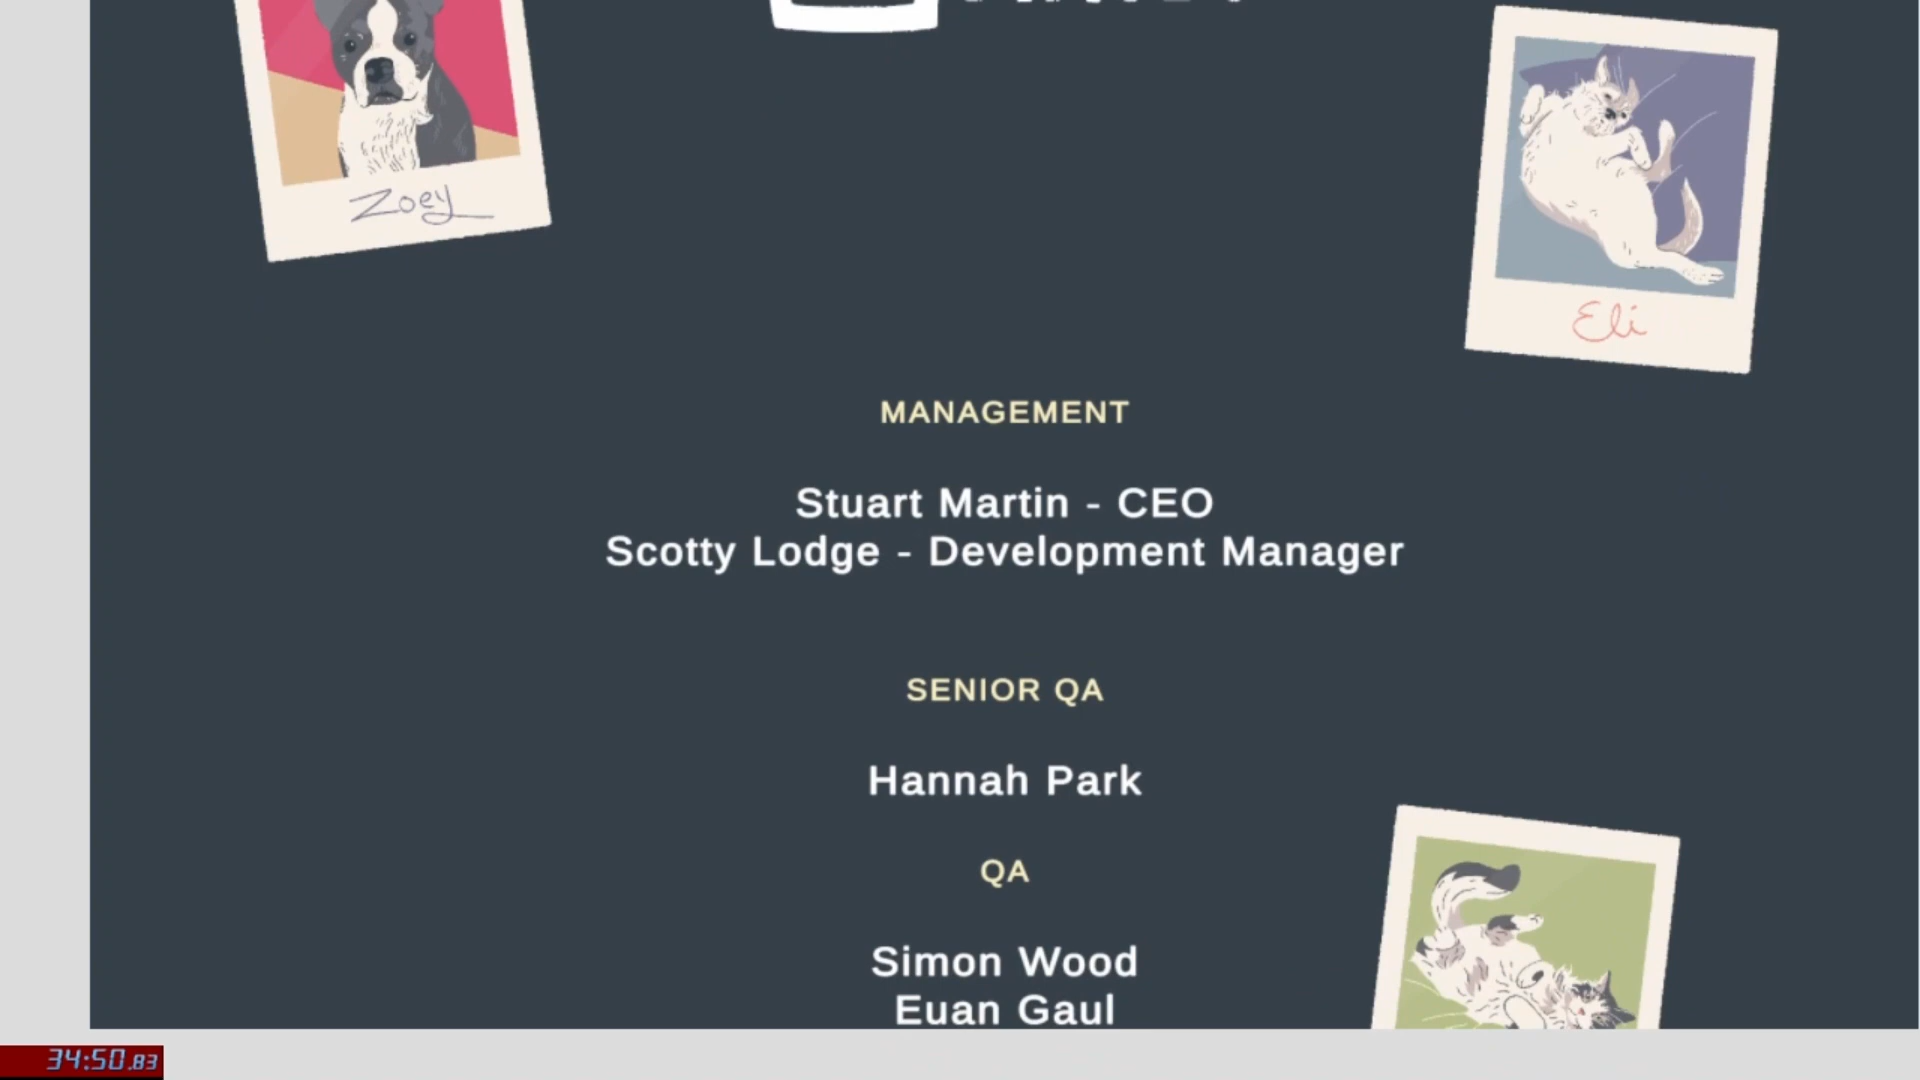 Zoey
Eli
MANAGEMENT
Stuart Martin - CEO
Scotty Lodge - Development Manager
SENIOR QA
Hannah Park
QA
Simon Wood
Euan Gaul
34:50.83